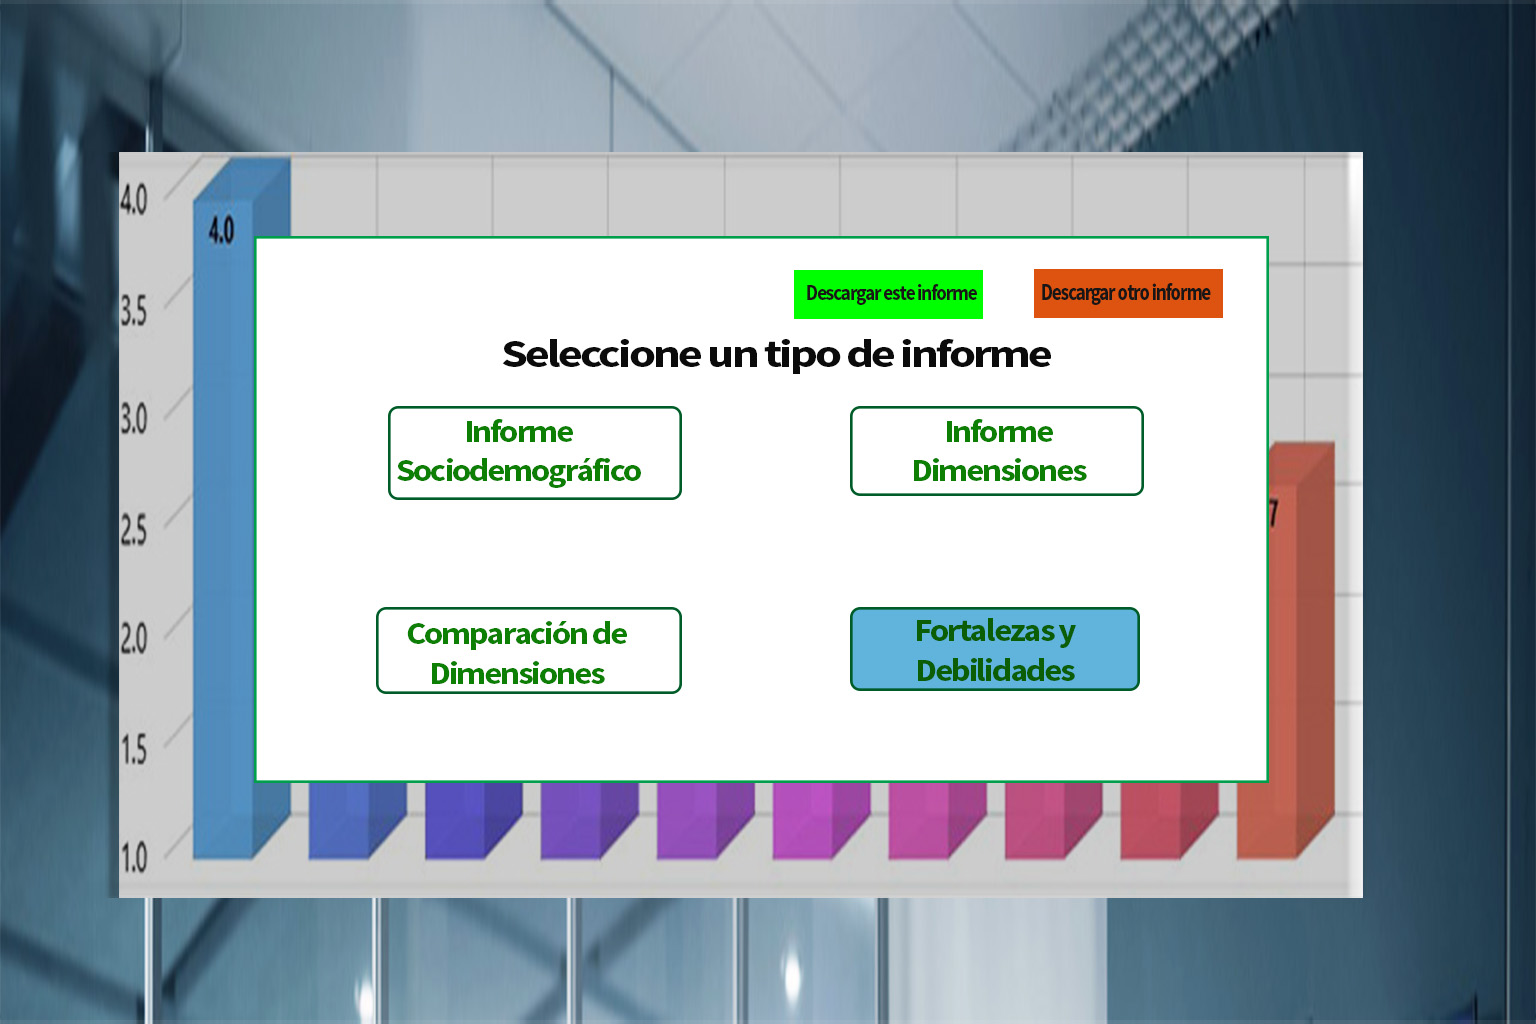 4.0
4.0
3.5
3.0
2.5
2.0
1.5
1.0
7
Descargar este informe
Descargar otro informe
Seleccione un tipo de informe
Informe
Sociodemográfico
Informe
Dimensiones
Comparación de
Dimensiones
Fortalezas y
Debilidades